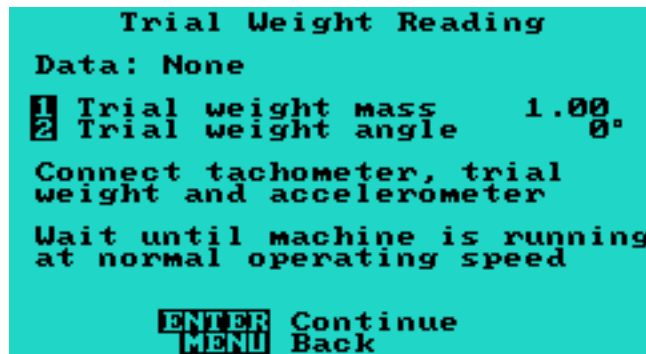 Trial Weight Reading
Data: None
1 Trial weight mass 1.00
2 Trial weight angle 0°
Connect tachometer, trial
weight and accelerometer
Wait until machine is running
at normal operating speed
ENTER Continue
MENU Back